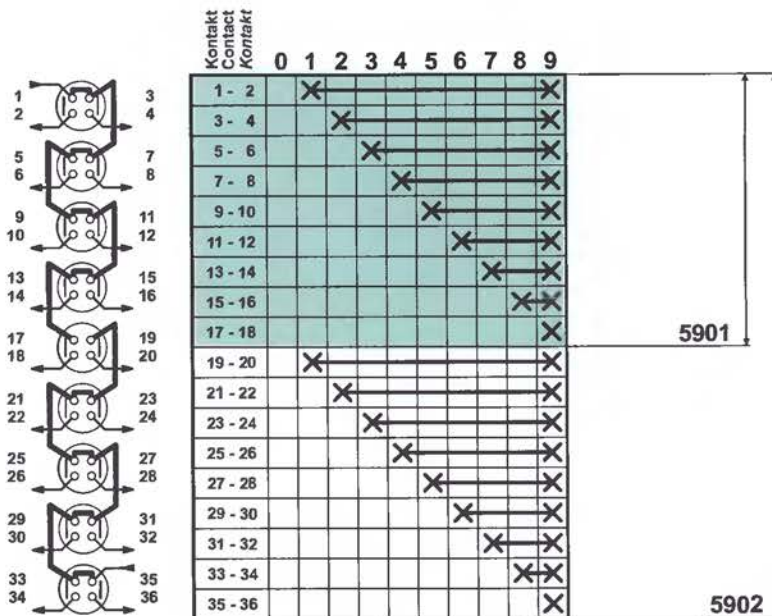 Kontakt
Contact
Kontakt
0 1 2 3 4 5 6 7 8 9
1 3
2 4
5 7
6 8
9 11
10 12
13 15
14 16
17 19
18 20
21 23
22 24
25 27
26 28
29 31
30 32
33 35
34 36
1 - 2
3 - 4
5 - 6
7 - 8
9 - 10
11 - 12
13 - 14
15 - 16
17 - 18
5901
19 - 20
21 - 22
23 - 24
25 - 26
27 - 28
29 - 30
31 - 32
33 - 34
35 - 36
5902